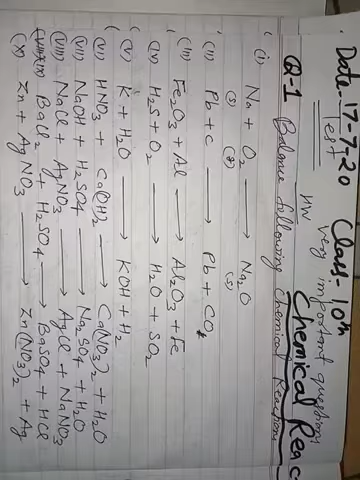 Date-17-7-20 Class-10th
Test
HW very important questions
Chemical Reac
Q-1 Balance following chemical Reactions
(i) Na + O2 → Na2O
(s) (g) (s)
(ii) Pb + C → Pb + CO2
(iii) Fe2O3 + Al → Al2O3 + Fe
(iv) H2S + O2 → H2O + SO2
(v) K + H2O → KOH + H2
(vi) HNO3 + Ca(OH)2 → Ca(NO3)2 + H2O
(vii) NaOH + H2SO4 → Na2SO4 + H2O
(viii) NaCl + AgNO3 → AgCl + NaNO3
(ix) BaCl2 + H2SO4 → BaSO4 + HCl
(x) Zn + AgNO3 → Zn(NO3)2 + Ag